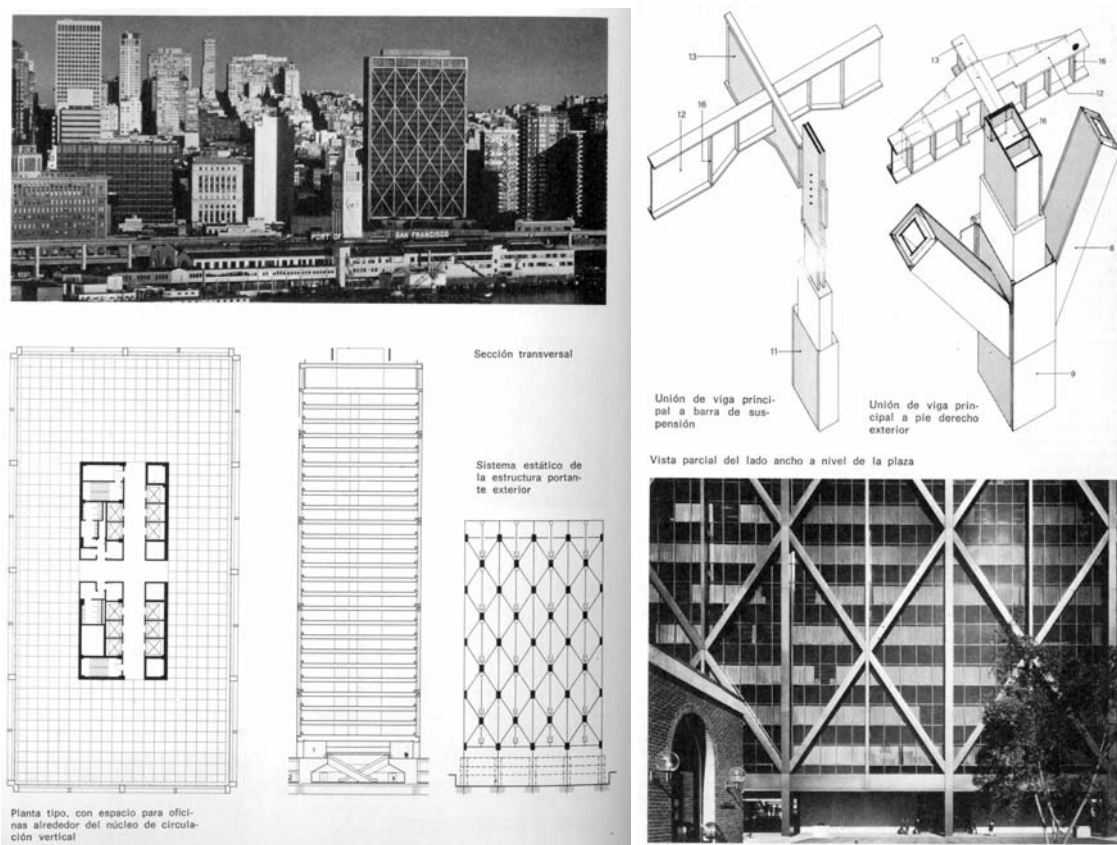 PORT OF
SAN FRANCISCO
Sección transversal
Sistema estático de
la estructura portan-
te exterior
Planta tipo, con espacio para ofici-
nas alrededor del núcleo de circula-
ción vertical
13
16
12
11
Unión de viga princi-
pal a barra de sus-
pensión
13
16
12
16
8
9
Unión de viga prin-
cipal a pie derecho
exterior
Vista parcial del lado ancho a nivel de la plaza